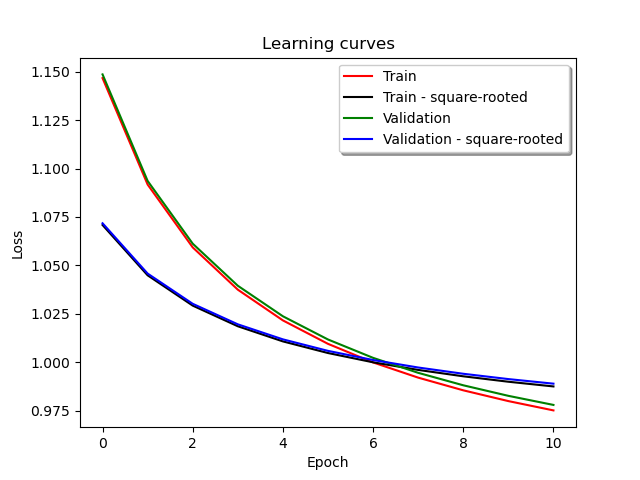 Learning curves
Train
Train - square-rooted
Validation
Validation - square-rooted
Loss
1.150
1.125
1.100
1.075
1.050
1.025
1.000
0.975
0 2 4 6 8 10
Epoch